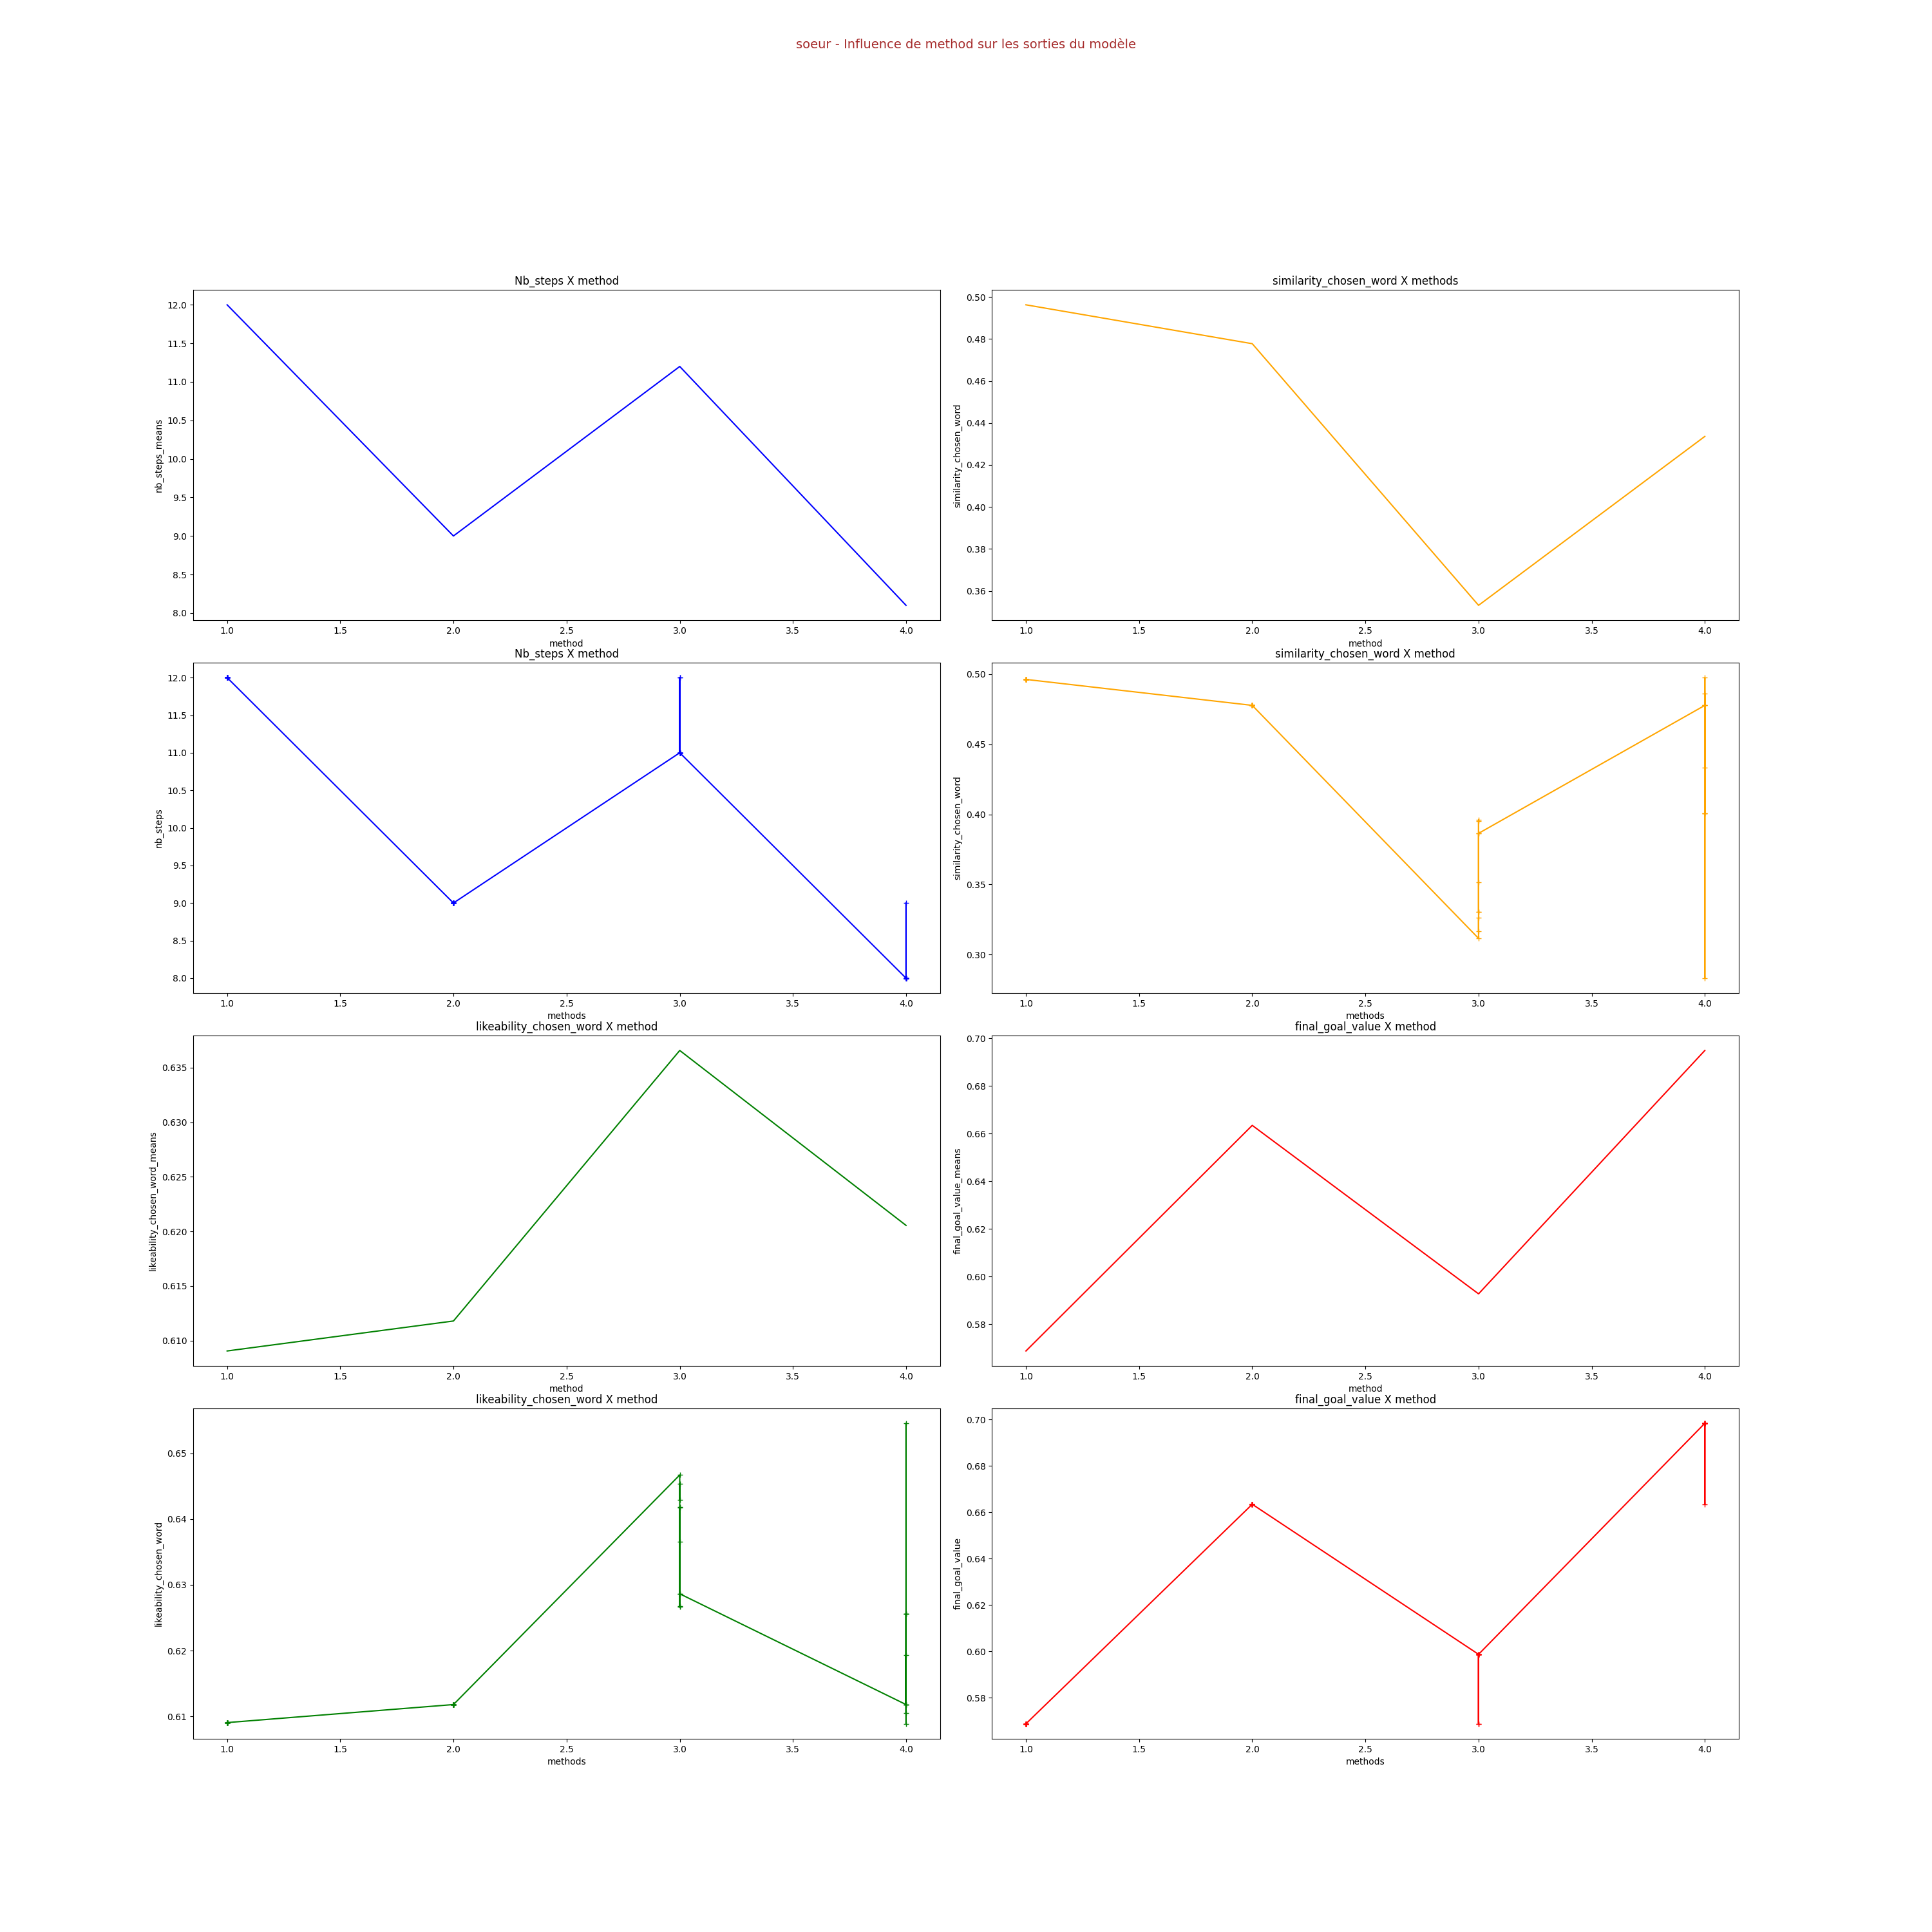 soeur - Influence de method sur les sorties du modèle
Nb_steps X method
nb_steps_means
12.0
11.5
11.0
10.5
10.0
9.5
9.0
8.5
8.0
1.0 1.5 2.0 2.5 3.0 3.5 4.0
method
similarity_chosen_word X methods
similarity_chosen_word
0.50
0.48
0.46
0.44
0.42
0.40
0.38
0.36
1.0 1.5 2.0 2.5 3.0 3.5 4.0
method
Nb_steps X method
nb_steps
12.0
11.5
11.0
10.5
10.0
9.5
9.0
8.5
8.0
1.0 1.5 2.0 2.5 3.0 3.5 4.0
methods
similarity_chosen_word X method
similarity_chosen_word
0.50
0.45
0.40
0.35
0.30
1.0 1.5 2.0 2.5 3.0 3.5 4.0
methods
likeability_chosen_word X method
likeability_chosen_word_means
0.635
0.630
0.625
0.620
0.615
0.610
1.0 1.5 2.0 2.5 3.0 3.5 4.0
method
final_goal_value X method
final_goal_value_means
0.70
0.68
0.66
0.64
0.62
0.60
0.58
1.0 1.5 2.0 2.5 3.0 3.5 4.0
method
likeability_chosen_word X method
likeability_chosen_word
0.65
0.64
0.63
0.62
0.61
1.0 1.5 2.0 2.5 3.0 3.5 4.0
methods
final_goal_value X method
final_goal_value
0.70
0.68
0.66
0.64
0.62
0.60
0.58
1.0 1.5 2.0 2.5 3.0 3.5 4.0
methods